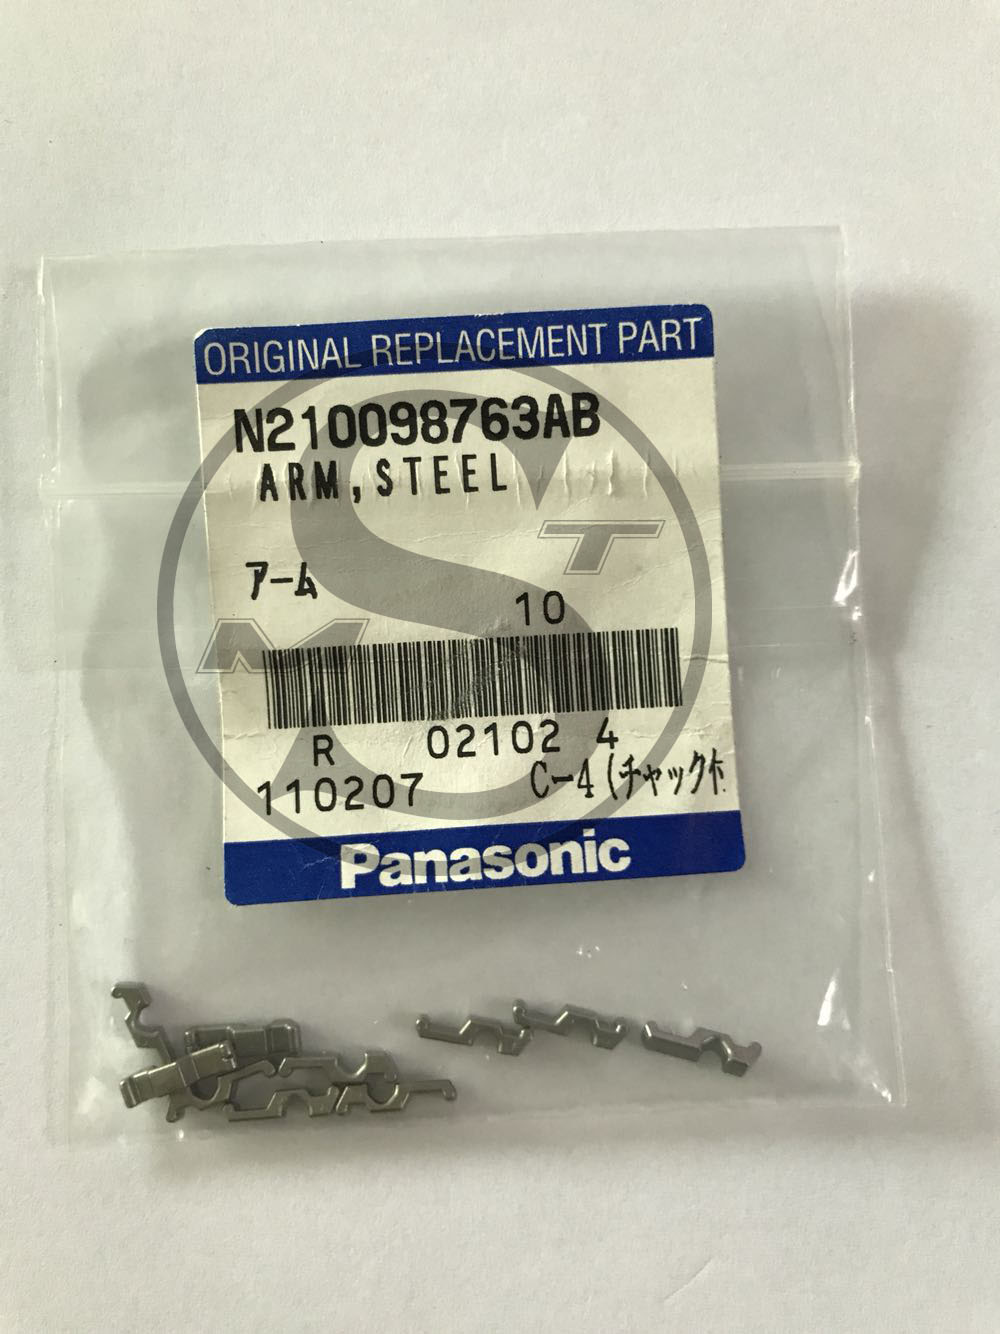 ORIGINAL REPLACEMENT PART
N210098763AB
ARM,STEEL
アーム
10
R 02102 4
110207 C-4(チャック
Panasonic
S
T
M